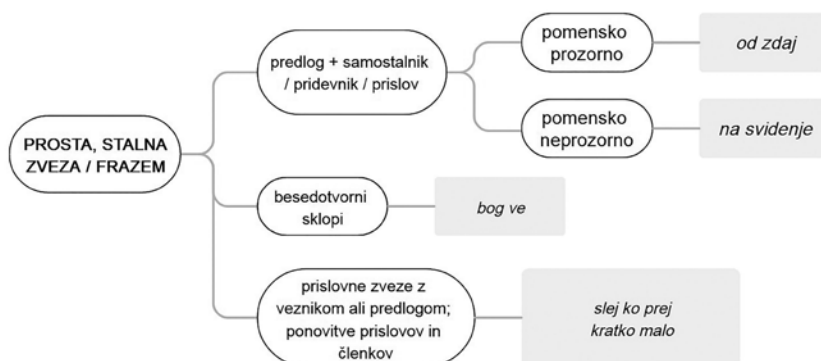 PROSTA, STALNA
ZVEZA / FRAZEM
predlog + samostalnik
/ pridevnik / prislov
pomensko
prozorno
od zdaj
pomensko
neprozorno
na svidenje
besedotvorni
sklopi
bog ve
prislovne zveze z
veznikom ali predlogom;
ponovitve prislovov in
členkov
slej ko prej
kratko malo